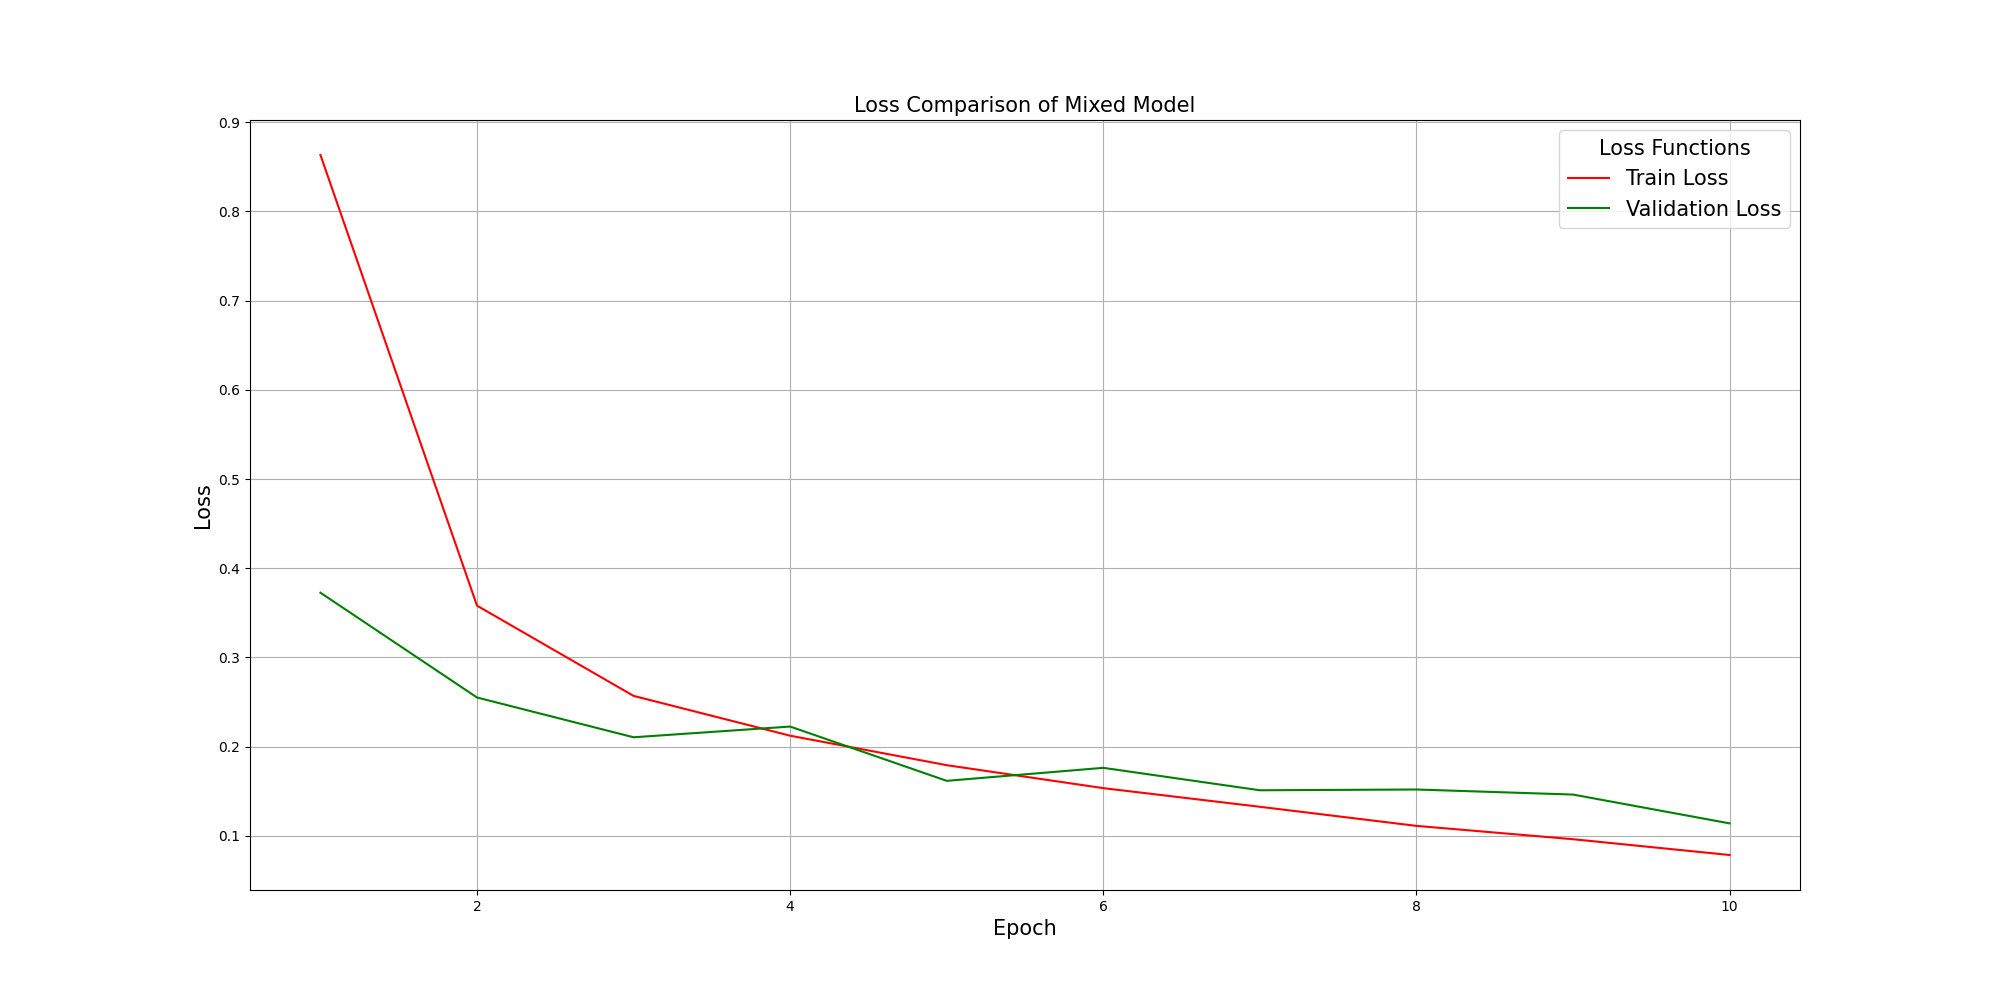 Loss Comparison of Mixed Model
Loss Functions
Train Loss
Validation Loss
0.9
0.8
0.7
0.6
0.5
0.4
0.3
0.2
0.1
Loss
2 4 6 8 10
Epoch